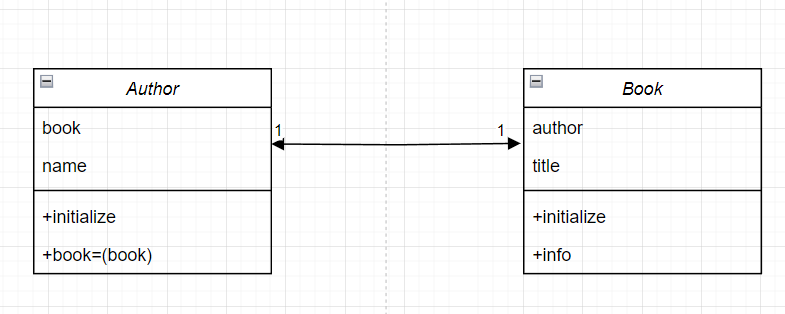 Author
book
name
+initialize
+book=(book)
1
1
Book
author
title
+initialize
+info